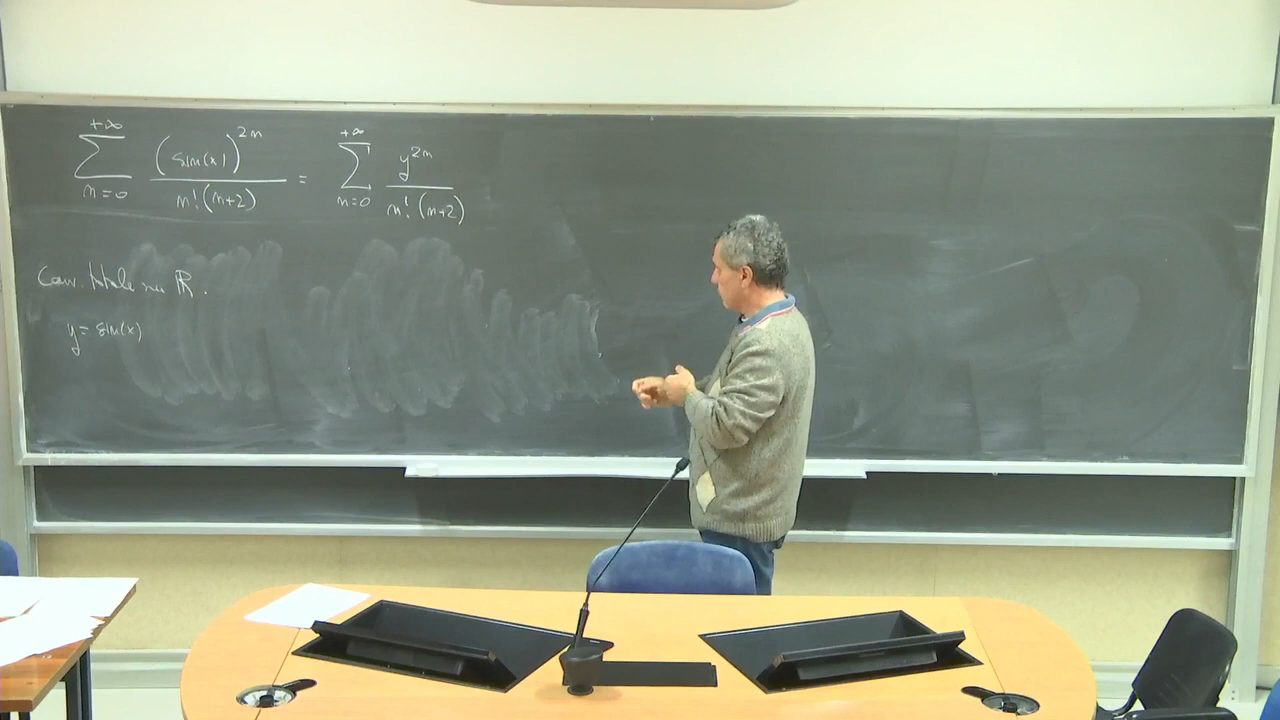 \sum_{n=0}^{+\infty} \frac{(sin(x))^{2n}}{n!(n+2)} = \sum_{n=0}^{+\infty} \frac{y^{2n}}{n!(n+2)}
Conv. totale su ℝ.
y = sin(x)